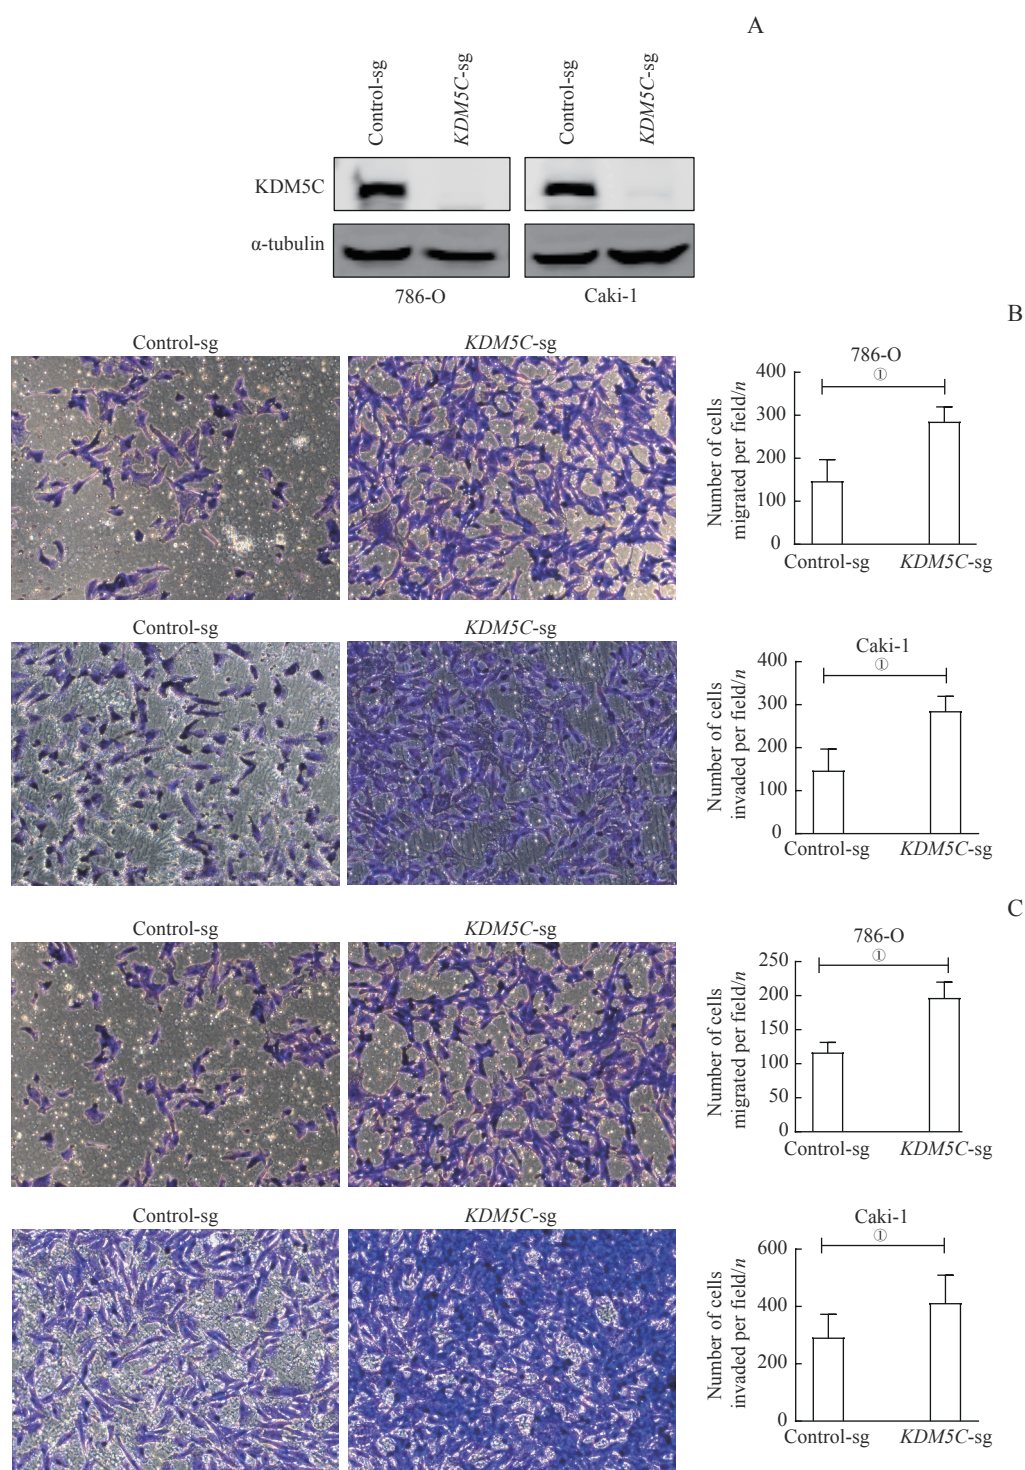 A
Control-sg
KDM5C-sg
Control-sg
KDM5C-sg
KDM5C
α-tubulin
786-O
Caki-1
B
Control-sg
KDM5C-sg
786-O
①
Number of cells
migrated per field/n
400
300
200
100
0
Control-sg
KDM5C-sg
Control-sg
KDM5C-sg
Caki-1
①
Number of cells
invaded per field/n
400
300
200
100
0
Control-sg
KDM5C-sg
C
Control-sg
KDM5C-sg
786-O
①
Number of cells
migrated per field/n
250
200
150
100
50
0
Control-sg
KDM5C-sg
Control-sg
KDM5C-sg
Caki-1
①
Number of cells
invaded per field/n
600
400
200
0
Control-sg
KDM5C-sg